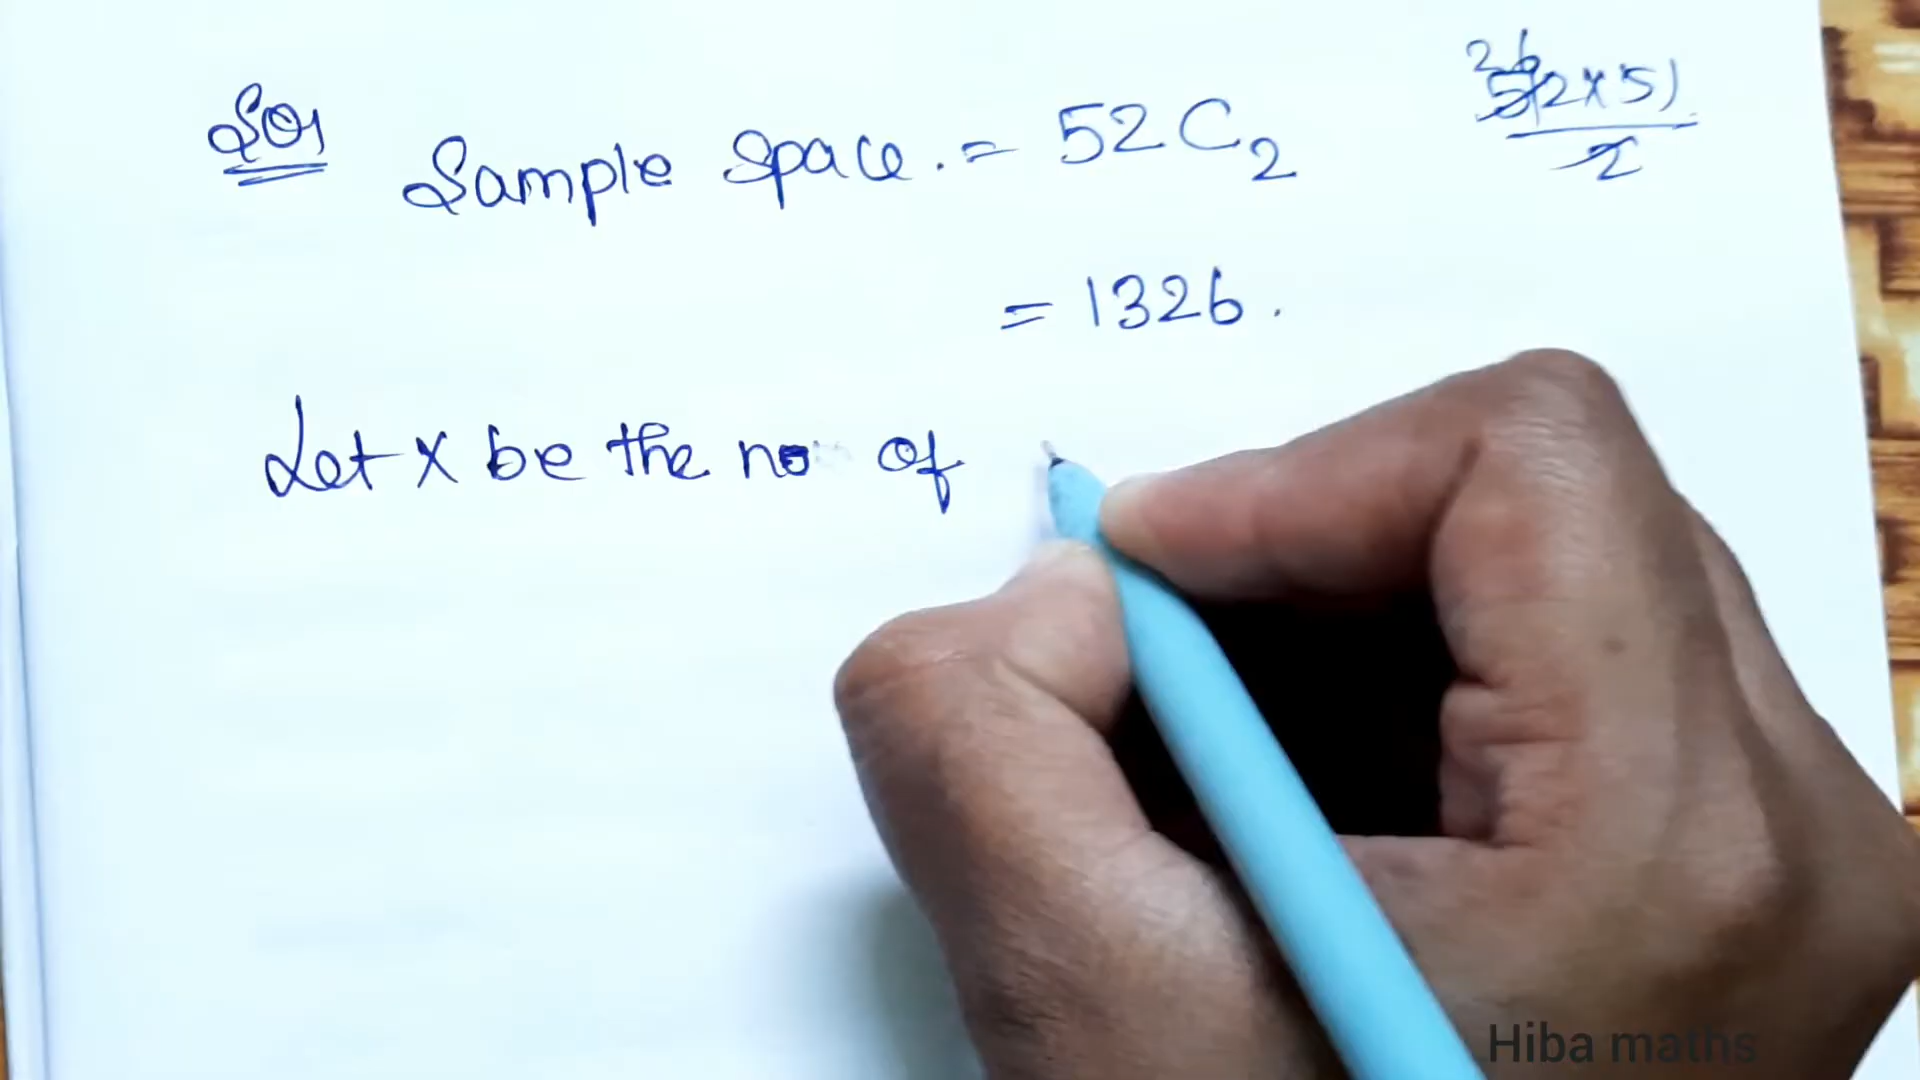 Sol
Sample space. = 52C2
26
52 x 51
2
= 1326.
Let x be the no of
Hiba maths